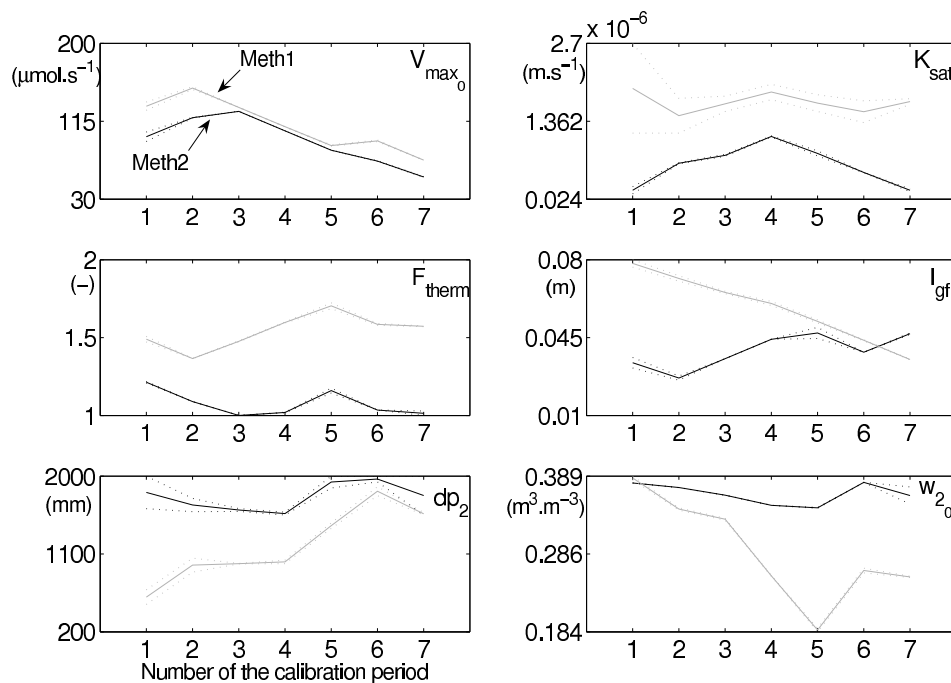 200
(μmol.s⁻¹)
115
30
Meth1
Meth2
V_max_0
1 2 3 4 5 6 7
2.7 x 10⁻⁶
(m.s⁻¹)
1.362
0.024
K_sat
1 2 3 4 5 6 7
2
(-)
1.5
1
F_therm
1 2 3 4 5 6 7
0.08
(m)
0.045
0.01
I_gf
1 2 3 4 5 6 7
2000
(mm)
1100
200
dp_2
1 2 3 4 5 6 7
Number of the calibration period
0.389
(m³.m⁻³)
0.286
0.184
w_2_0
1 2 3 4 5 6 7